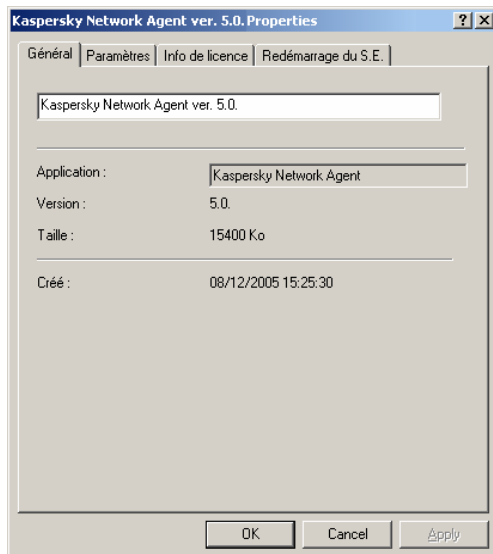 Kaspersky Network Agent ver. 5.0. Properties
Général Paramètres Info de licence Redémarrage du S.E.
Kaspersky Network Agent ver. 5.0.
Application : Kaspersky Network Agent
Version : 5.0.
Taille : 15400 Ko
Créé : 08/12/2005 15:25:30
OK Cancel Apply